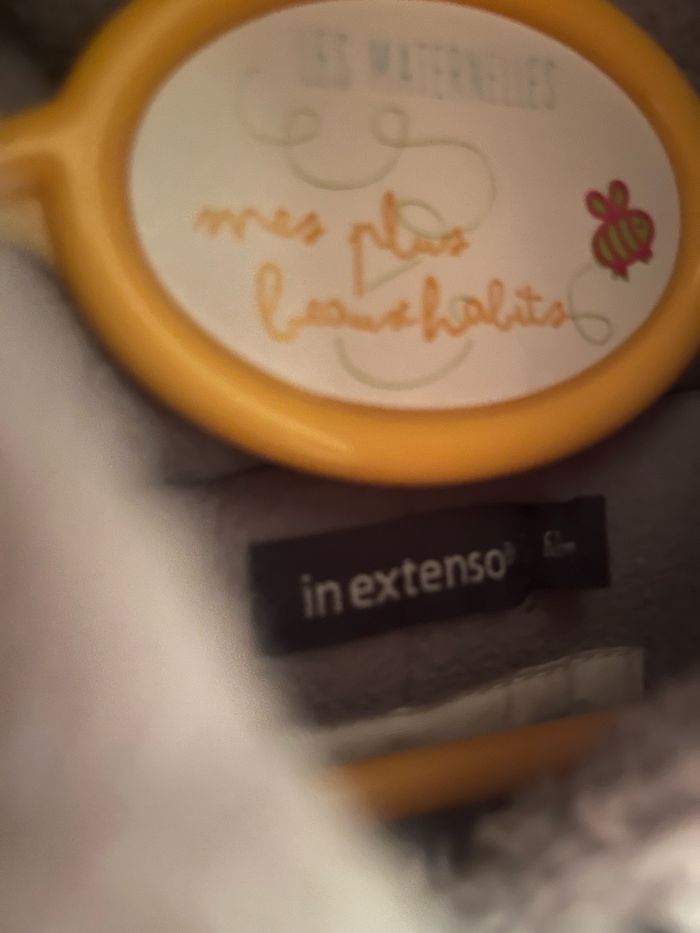 LES MATERNELLES
mes plus
beaux habits
in extenso